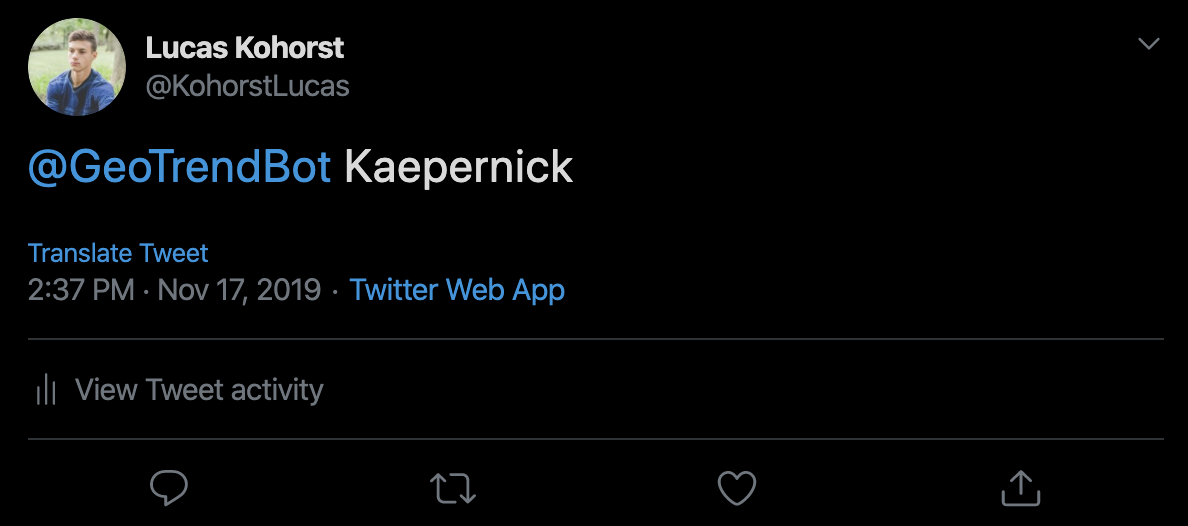 Lucas Kohorst
@KohorstLucas
@GeoTrendBot Kaepernick
Translate Tweet
2:37 PM · Nov 17, 2019 · Twitter Web App
View Tweet activity